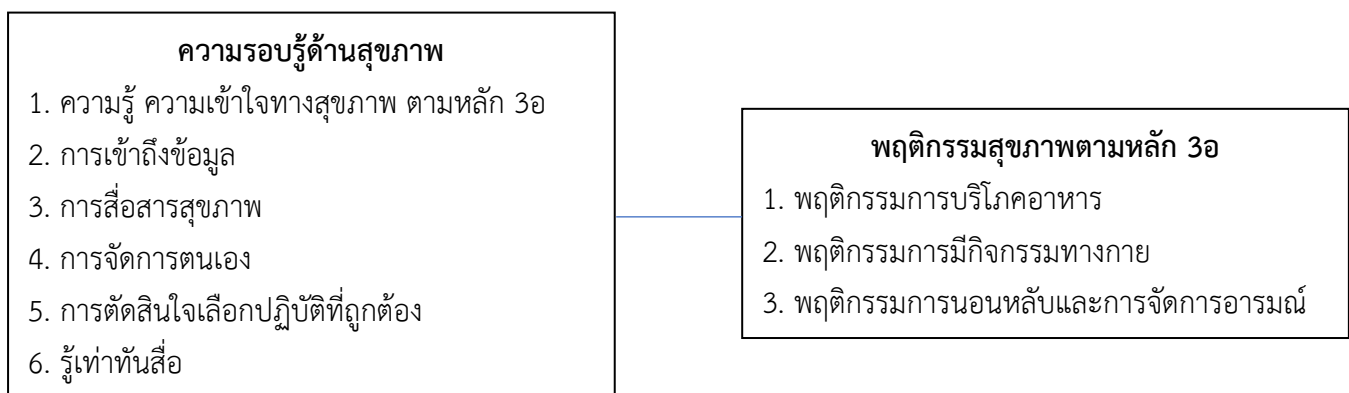 ความรอบรู้ด้านสุขภาพ
1. ความรู้ ความเข้าใจทางสุขภาพ ตามหลัก 3อ
2. การเข้าถึงข้อมูล
3. การสื่อสารสุขภาพ
4. การจัดการตนเอง
5. การตัดสินใจเลือกปฏิบัติที่ถูกต้อง
6. รู้เท่าทันสื่อ
พฤติกรรมสุขภาพตามหลัก 3อ
1. พฤติกรรมการบริโภคอาหาร
2. พฤติกรรมการมีกิจกรรมทางกาย
3. พฤติกรรมการนอนหลับและการจัดการอารมณ์